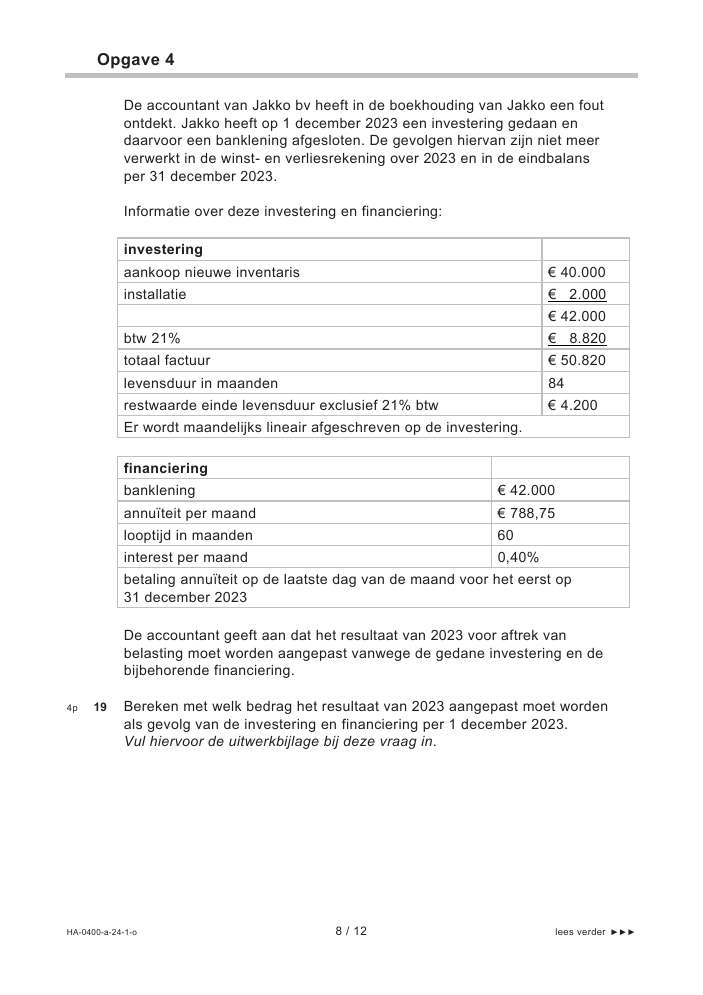 Opgave 4
De accountant van Jakko bv heeft in de boekhouding van Jakko een fout
ontdekt. Jakko heeft op 1 december 2023 een investering gedaan en
daarvoor een banklening afgesloten. De gevolgen hiervan zijn niet meer
verwerkt in de winst- en verliesrekening over 2023 en in de eindbalans
per 31 december 2023.
Informatie over deze investering en financiering:
investering
aankoop nieuwe inventaris € 40.000
installatie € 2.000
€ 42.000
btw 21% € 8.820
totaal factuur € 50.820
levensduur in maanden 84
restwaarde einde levensduur exclusief 21% btw € 4.200
Er wordt maandelijks lineair afgeschreven op de investering.
financiering
banklening € 42.000
annuïteit per maand € 788,75
looptijd in maanden 60
interest per maand 0,40%
betaling annuïteit op de laatste dag van de maand voor het eerst op
31 december 2023
De accountant geeft aan dat het resultaat van 2023 voor aftrek van
belasting moet worden aangepast vanwege de gedane investering en de
bijbehorende financiering.
4p 19 Bereken met welk bedrag het resultaat van 2023 aangepast moet worden
als gevolg van de investering en financiering per 1 december 2023.
Vul hiervoor de uitwerkbijlage bij deze vraag in.
HA-0400-a-24-1-o 8 / 12 lees verder ►►►